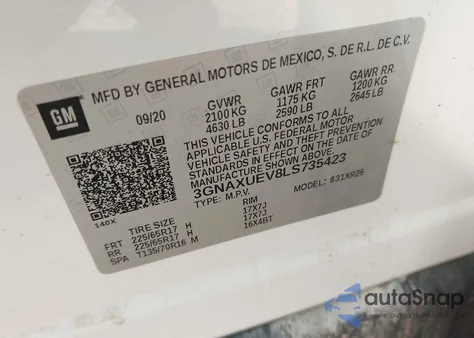 GM
MFD BY GENERAL MOTORS DE MEXICO, S. DE R.L. DE C.V.
09/20 GVWR GAWR FRT GAWR RR
2100 KG 1175 KG 1200 KG
4630 LB 2590 LB 2645 LB
THIS VEHICLE CONFORMS TO ALL
APPLICABLE U.S. FEDERAL MOTOR
VEHICLE SAFETY AND THEFT PREVENTION
STANDARDS IN EFFECT ON THE DATE OF
MANUFACTURE SHOWN ABOVE.
3GNAXUEV8LS735423
TYPE: M.P.V. MODEL: 831XR26
140X
TIRE SIZE RIM
FRT 225/65R17 H 17X7J
RR 225/65R17 H 17X7J
SPA T135/70R16 M 16X4BT
autoSnap